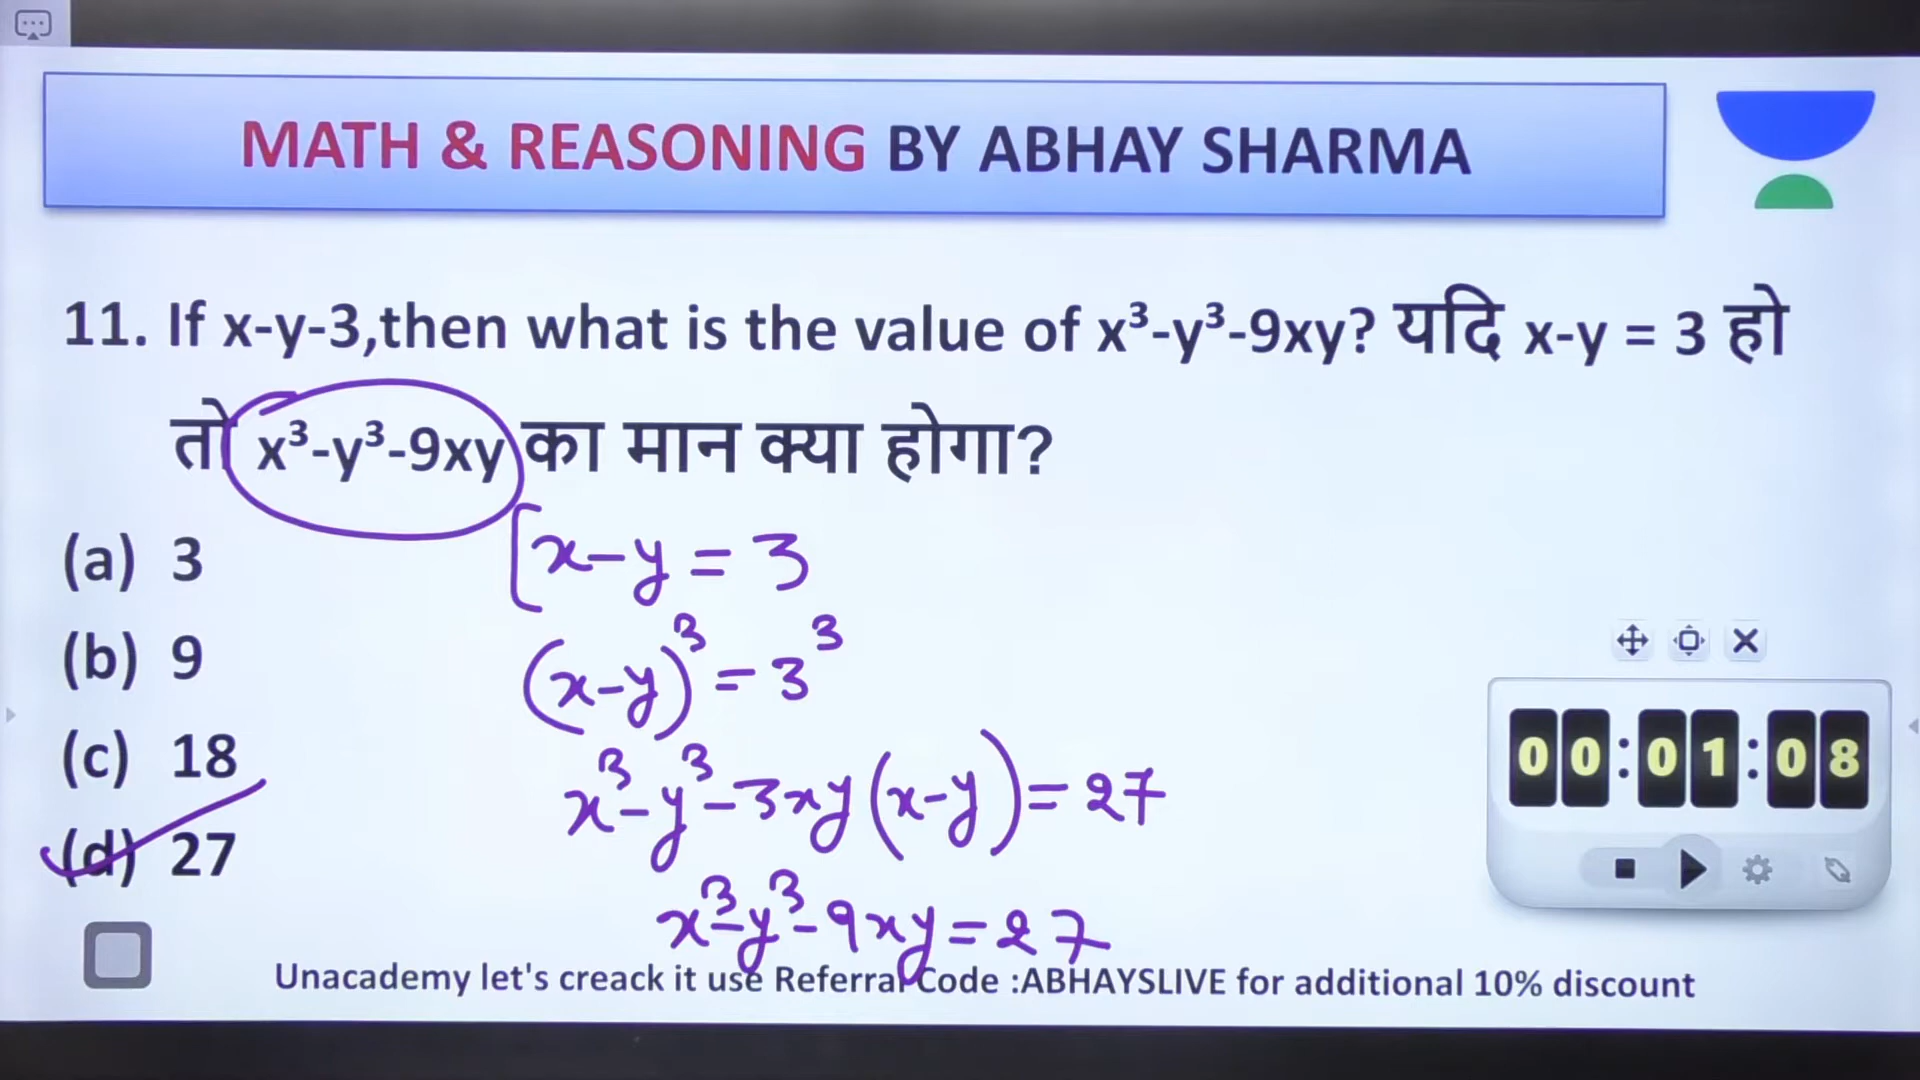 MATH & REASONING BY ABHAY SHARMA
11. If x-y-3,then what is the value of x³-y³-9xy? यदि x-y = 3 हो
तो x³-y³-9xy का मान क्या होगा?
(a) 3
(b) 9
(c) 18
(d) 27
x-y = 3
(x-y)³ = 3³
x³-y³-3xy(x-y) = 27
x³-y³-9xy = 27
00:01:08
Unacademy let's creack it use Referral Code :ABHAYSLIVE for additional 10% discount